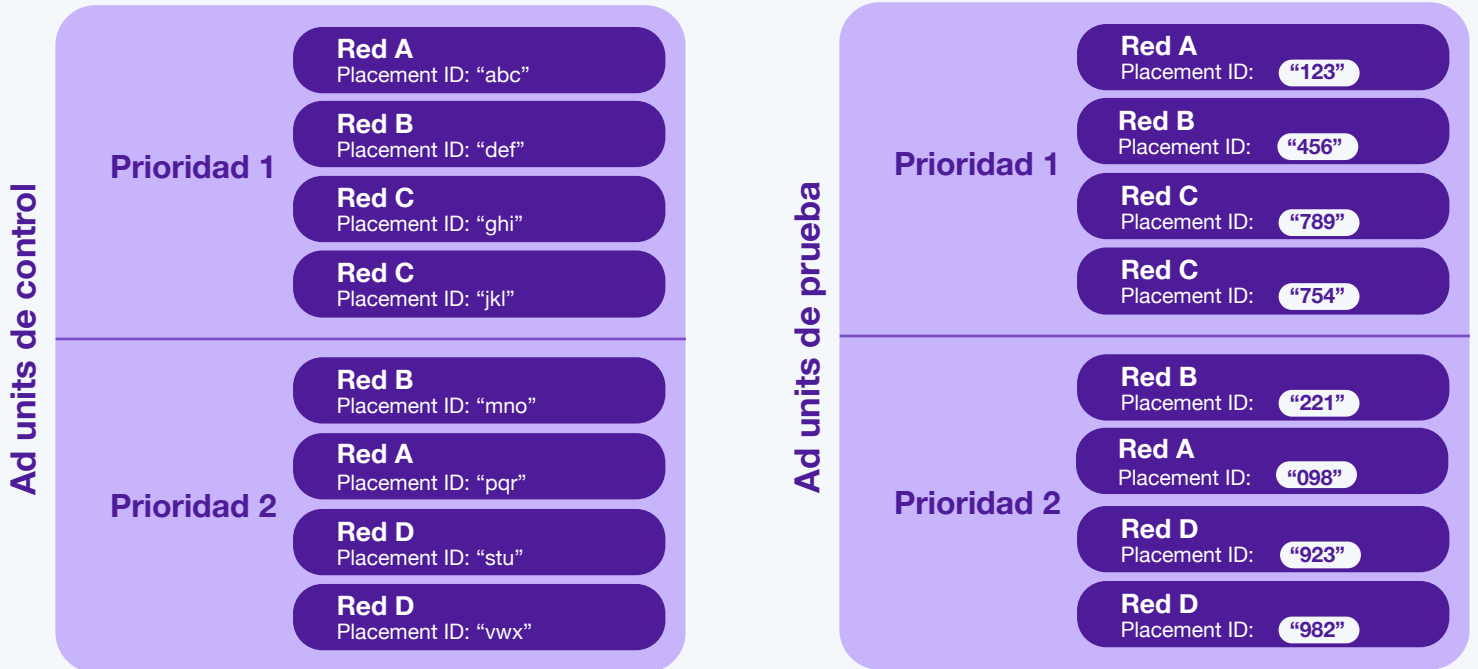 Ad units de control
Prioridad 1
Red A
Placement ID: “abc”
Red B
Placement ID: “def”
Red C
Placement ID: “ghi”
Red C
Placement ID: “jkl”
Prioridad 2
Red B
Placement ID: “mno”
Red A
Placement ID: “pqr”
Red D
Placement ID: “stu”
Red D
Placement ID: “vwx”
Ad units de prueba
Prioridad 1
Red A
Placement ID: “123”
Red B
Placement ID: “456”
Red C
Placement ID: “789”
Red C
Placement ID: “754”
Prioridad 2
Red B
Placement ID: “221”
Red A
Placement ID: “098”
Red D
Placement ID: “923”
Red D
Placement ID: “982”